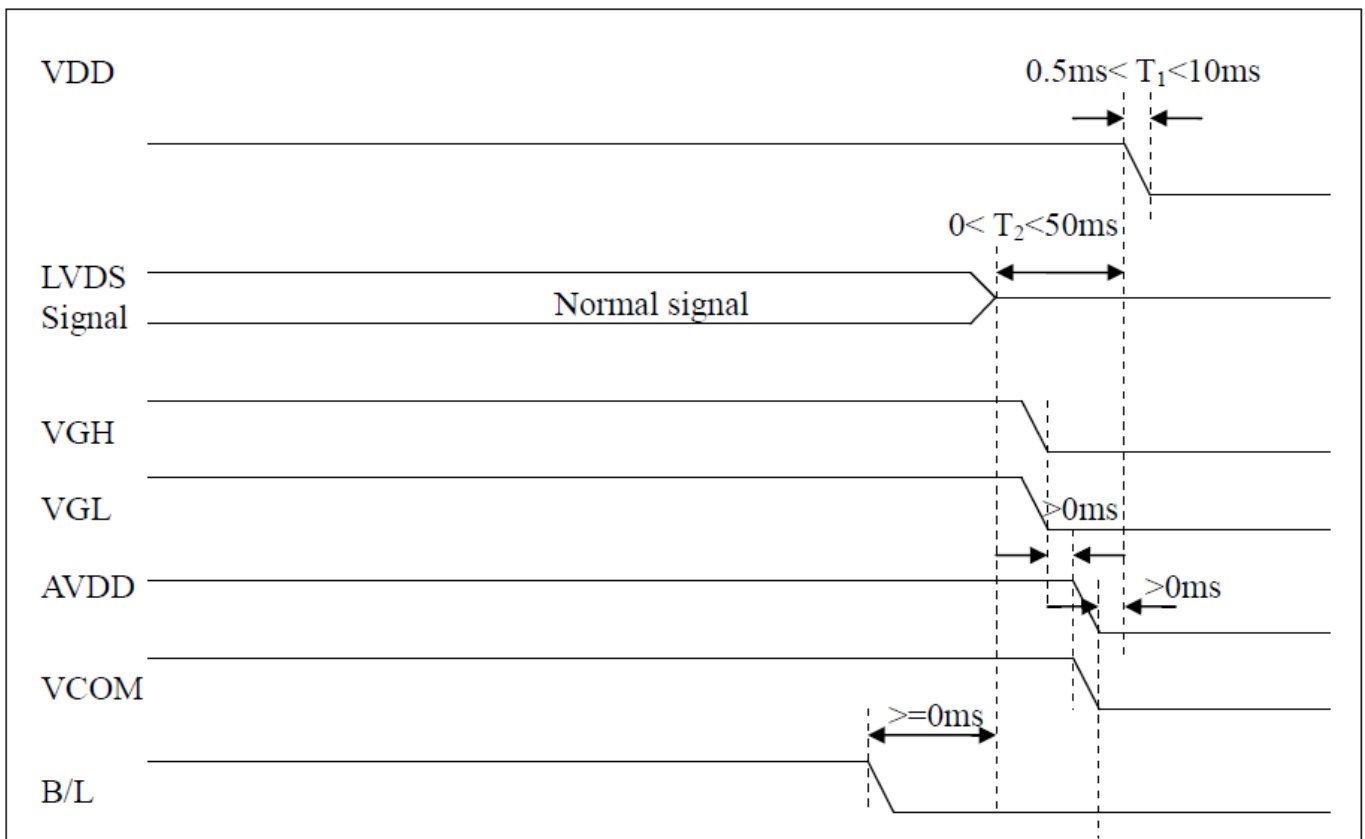 VDD
0.5ms< T₁<10ms
0< T₂<50ms
LVDS
Signal
Normal signal
VGH
VGL
>0ms
AVDD
>0ms
VCOM
>=0ms
B/L